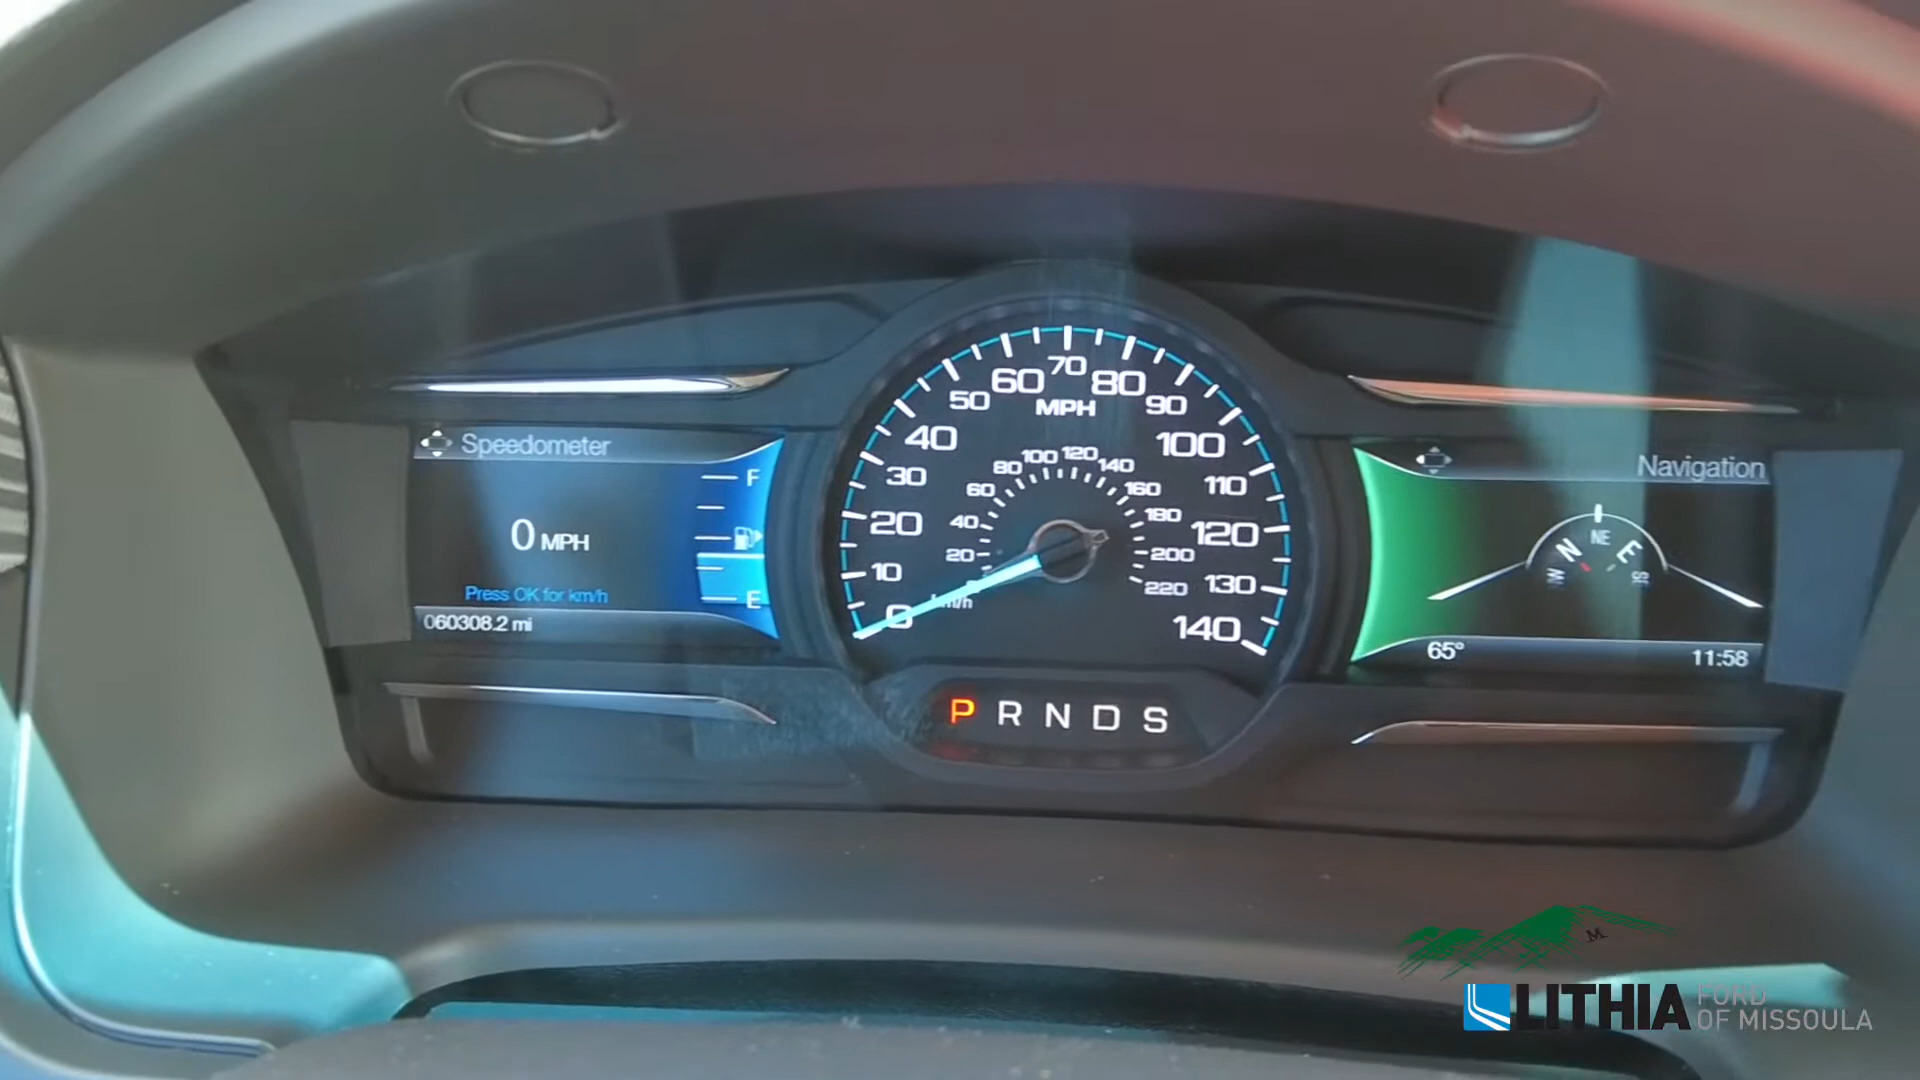 Speedometer
F
0 MPH
E
Press OK for km/h
060308.2 mi
0
10
20
30
40
50
60
70
80
90
100
110
120
130
140
MPH
20
40
60
80
100
120
140
160
180
200
220
km/h
P R N D S
Navigation
W
N
NE
E
SE
65°
11:58
M
LITHIA FORD
OF MISSOULA